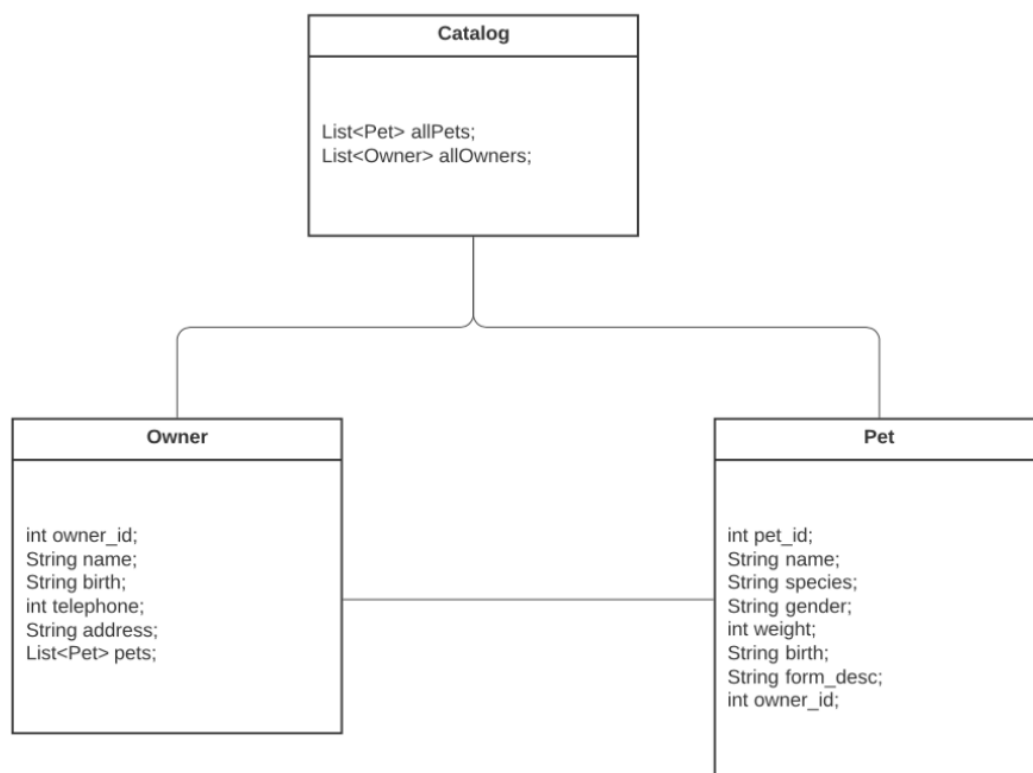 Catalog
List<Pet> allPets;
List<Owner> allOwners;
Owner
int owner_id;
String name;
String birth;
int telephone;
String address;
List<Pet> pets;
Pet
int pet_id;
String name;
String species;
String gender;
int weight;
String birth;
String form_desc;
int owner_id;